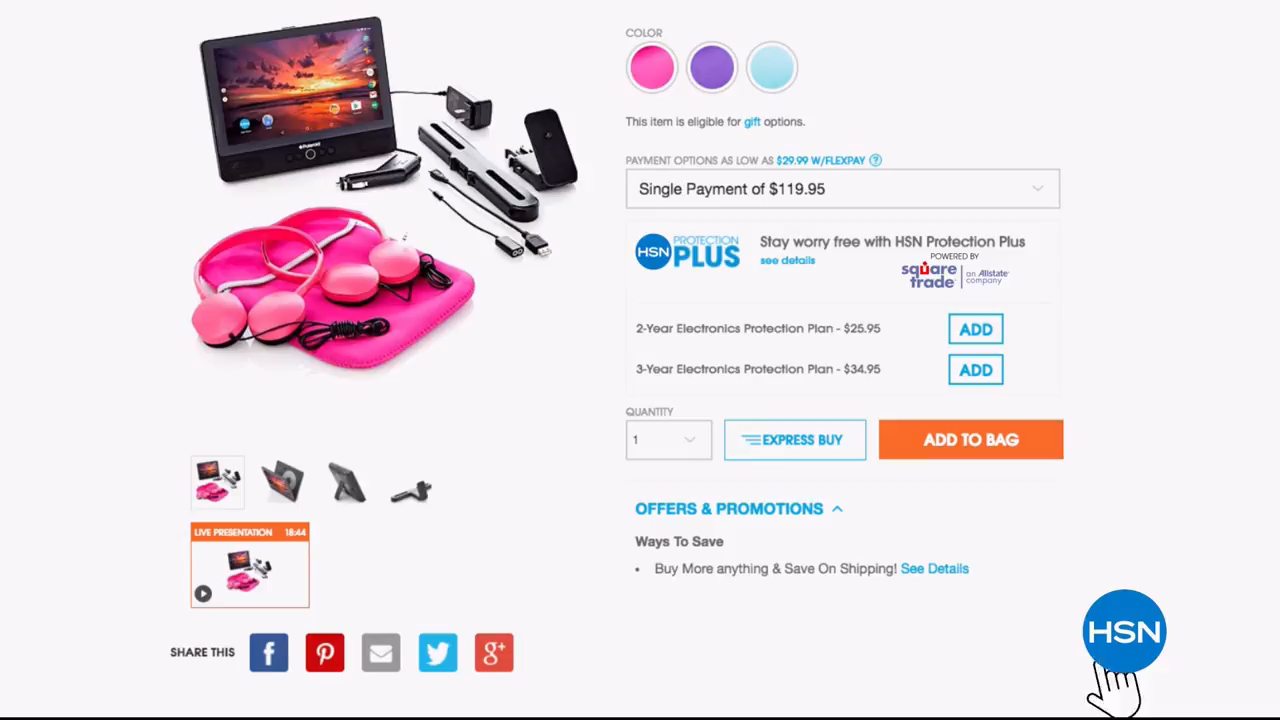 COLOR
This item is eligible for gift options.
PAYMENT OPTIONS AS LOW AS $29.99 W/FLEXPAY ?
Single Payment of $119.95
HSN PROTECTION PLUS
Stay worry free with HSN Protection Plus
see details
POWERED BY
square trade | an Allstate company
2-Year Electronics Protection Plan - $25.95 ADD
3-Year Electronics Protection Plan - $34.95 ADD
QUANTITY
1 EXPRESS BUY ADD TO BAG
Polaroid
OFFERS & PROMOTIONS
Ways To Save
• Buy More anything & Save On Shipping! See Details
LIVE PRESENTATION 18:44
SHARE THIS f g+
HSN